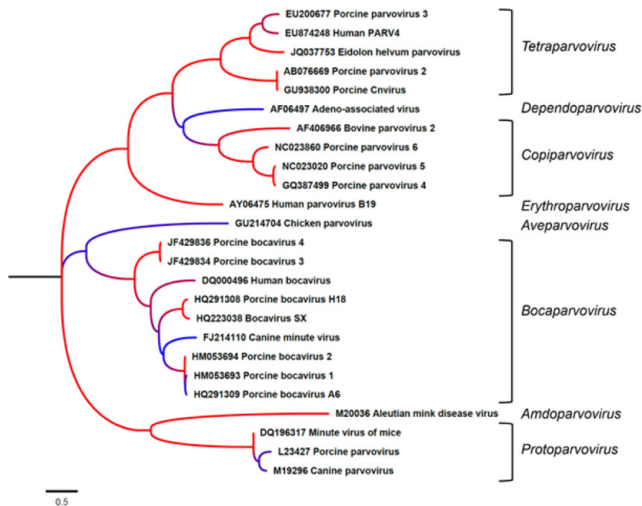 EU200677 Porcine parvovirus 3
EU874248 Human PARV4
JQ037753 Eidolon helvum parvovirus
AB076669 Porcine parvovirus 2
GU938300 Porcine Cnvirus
Tetraparvovirus
AF06497 Adeno-associated virus
Dependoparvovirus
AF406966 Bovine parvovirus 2
NC023860 Porcine parvovirus 6
NC023020 Porcine parvovirus 5
GQ387499 Porcine parvovirus 4
Copiparvovirus
AY06475 Human parvovirus B19
Erythroparvovirus
GU214704 Chicken parvovirus
Aveparvovirus
JF429836 Porcine bocavirus 4
JF429834 Porcine bocavirus 3
DQ000496 Human bocavirus
HQ291308 Porcine bocavirus H18
HQ223038 Bocavirus SX
FJ214110 Canine minute virus
HM053694 Porcine bocavirus 2
HM053693 Porcine bocavirus 1
HQ291309 Porcine bocavirus A6
Bocaparvovirus
M20036 Aleutian mink disease virus
Amdoparvovirus
DQ196317 Minute virus of mice
L23427 Porcine parvovirus
M19296 Canine parvovirus
Protoparvovirus
0.5